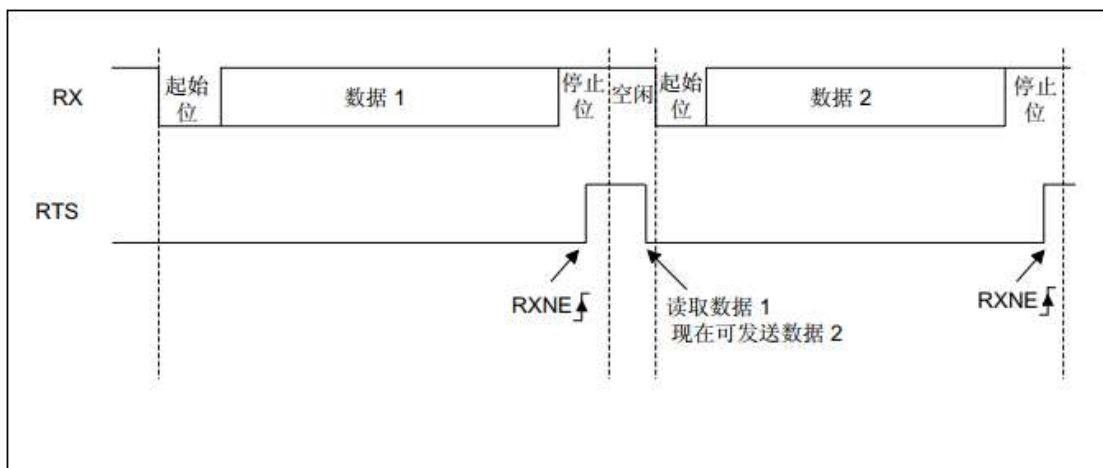 RX
起始位
数据 1
停止位
空闲
起始位
数据 2
停止位
RTS
RXNE
读取数据 1
现在可发送数据 2
RXNE